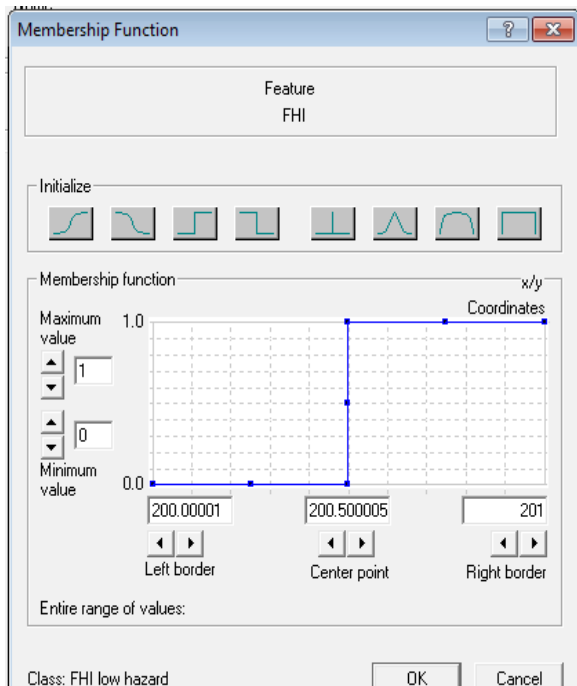 Membership Function
Feature
FHI
Initialize
Membership function
x/y
Coordinates
Maximum
value
1.0
1
0
Minimum
value
0.0
200.00001 200.500005 201
Left border Center point Right border
Entire range of values:
Class: FHI low hazard OK Cancel